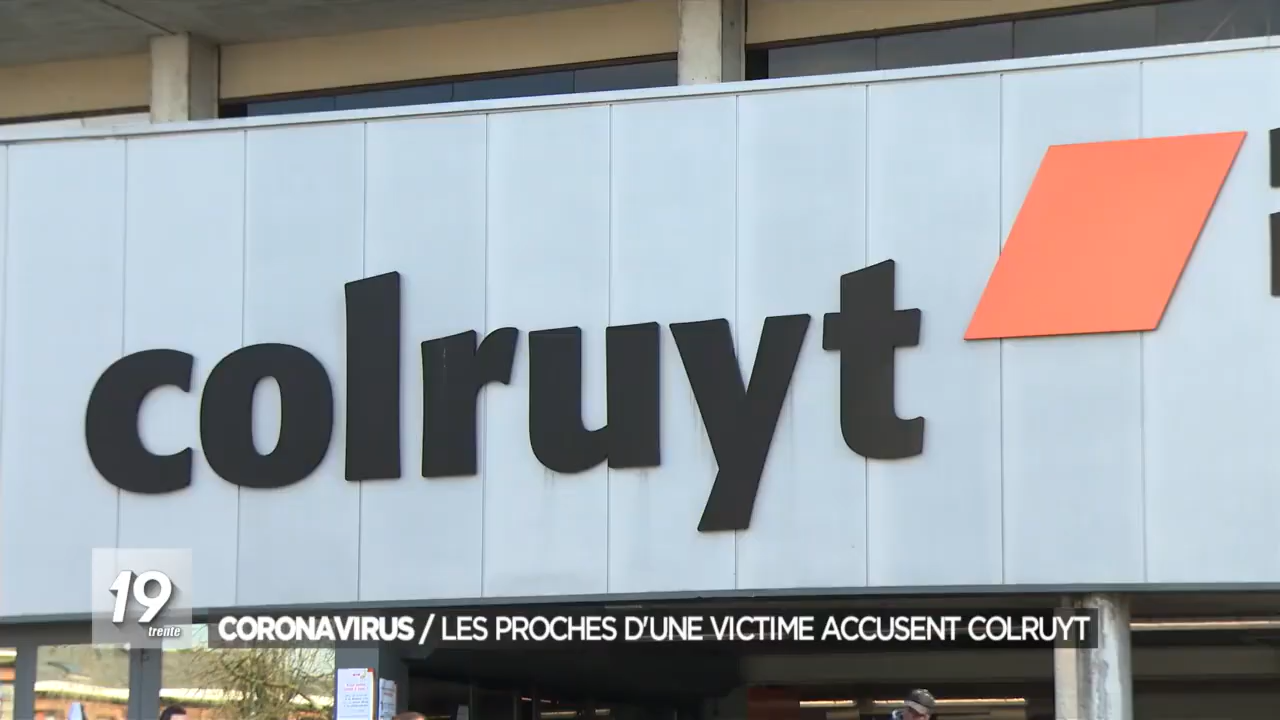 colruyt
19
trente
CORONAVIRUS / LES PROCHES D'UNE VICTIME ACCUSENT COLRUYT